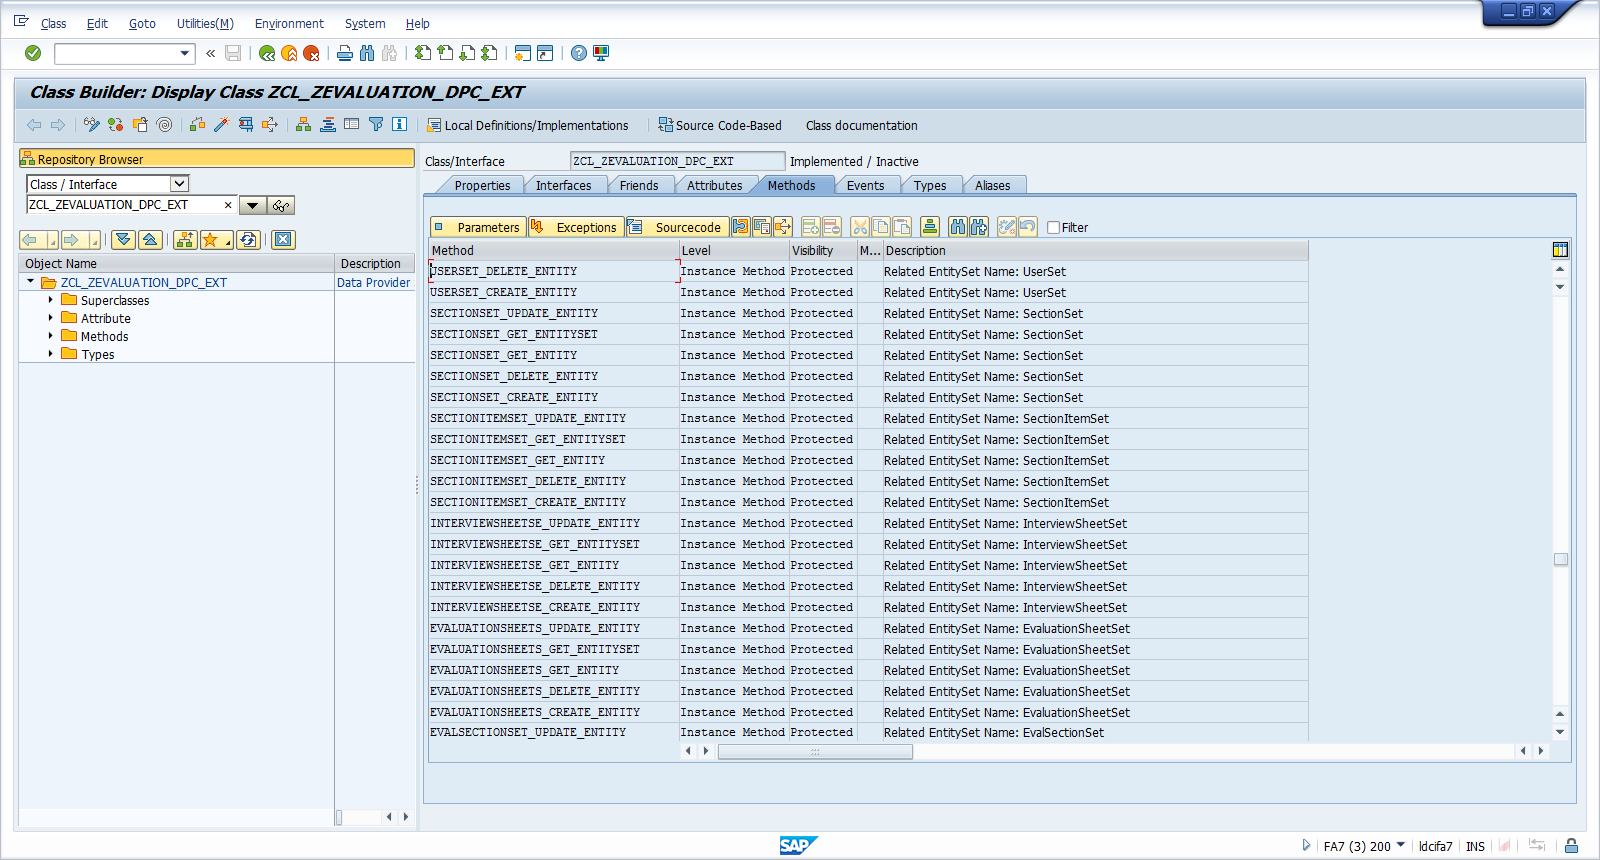 Class Edit Goto Utilities(M) Environment System Help
Class Builder: Display Class ZCL_ZEVALUATION_DPC_EXT
Local Definitions/Implementations Source Code-Based Class documentation
Repository Browser
Class / Interface
ZCL_ZEVALUATION_DPC_EXT
Object Name Description
ZCL_ZEVALUATION_DPC_EXT Data Provider
Superclasses
Attribute
Methods
Types
Class/Interface ZCL_ZEVALUATION_DPC_EXT Implemented / Inactive
Properties Interfaces Friends Attributes Methods Events Types Aliases
Parameters Exceptions Sourcecode Filter
Method Level Visibility M... Description
USERSET_DELETE_ENTITY Instance Method Protected Related EntitySet Name: UserSet
USERSET_CREATE_ENTITY Instance Method Protected Related EntitySet Name: UserSet
SECTIONSET_UPDATE_ENTITY Instance Method Protected Related EntitySet Name: SectionSet
SECTIONSET_GET_ENTITYSET Instance Method Protected Related EntitySet Name: SectionSet
SECTIONSET_GET_ENTITY Instance Method Protected Related EntitySet Name: SectionSet
SECTIONSET_DELETE_ENTITY Instance Method Protected Related EntitySet Name: SectionSet
SECTIONSET_CREATE_ENTITY Instance Method Protected Related EntitySet Name: SectionSet
SECTIONITEMSET_UPDATE_ENTITY Instance Method Protected Related EntitySet Name: SectionItemSet
SECTIONITEMSET_GET_ENTITYSET Instance Method Protected Related EntitySet Name: SectionItemSet
SECTIONITEMSET_GET_ENTITY Instance Method Protected Related EntitySet Name: SectionItemSet
SECTIONITEMSET_DELETE_ENTITY Instance Method Protected Related EntitySet Name: SectionItemSet
SECTIONITEMSET_CREATE_ENTITY Instance Method Protected Related EntitySet Name: SectionItemSet
INTERVIEWSHEETSE_UPDATE_ENTITY Instance Method Protected Related EntitySet Name: InterviewSheetSet
INTERVIEWSHEETSE_GET_ENTITYSET Instance Method Protected Related EntitySet Name: InterviewSheetSet
INTERVIEWSHEETSE_GET_ENTITY Instance Method Protected Related EntitySet Name: InterviewSheetSet
INTERVIEWSHEETSE_DELETE_ENTITY Instance Method Protected Related EntitySet Name: InterviewSheetSet
INTERVIEWSHEETSE_CREATE_ENTITY Instance Method Protected Related EntitySet Name: InterviewSheetSet
EVALUATIONSHEETS_UPDATE_ENTITY Instance Method Protected Related EntitySet Name: EvaluationSheetSet
EVALUATIONSHEETS_GET_ENTITYSET Instance Method Protected Related EntitySet Name: EvaluationSheetSet
EVALUATIONSHEETS_GET_ENTITY Instance Method Protected Related EntitySet Name: EvaluationSheetSet
EVALUATIONSHEETS_DELETE_ENTITY Instance Method Protected Related EntitySet Name: EvaluationSheetSet
EVALUATIONSHEETS_CREATE_ENTITY Instance Method Protected Related EntitySet Name: EvaluationSheetSet
EVALSECTIONSET_UPDATE_ENTITY Instance Method Protected Related EntitySet Name: EvalSectionSet
SAP FA7 (3) 200 ldcifa7 INS